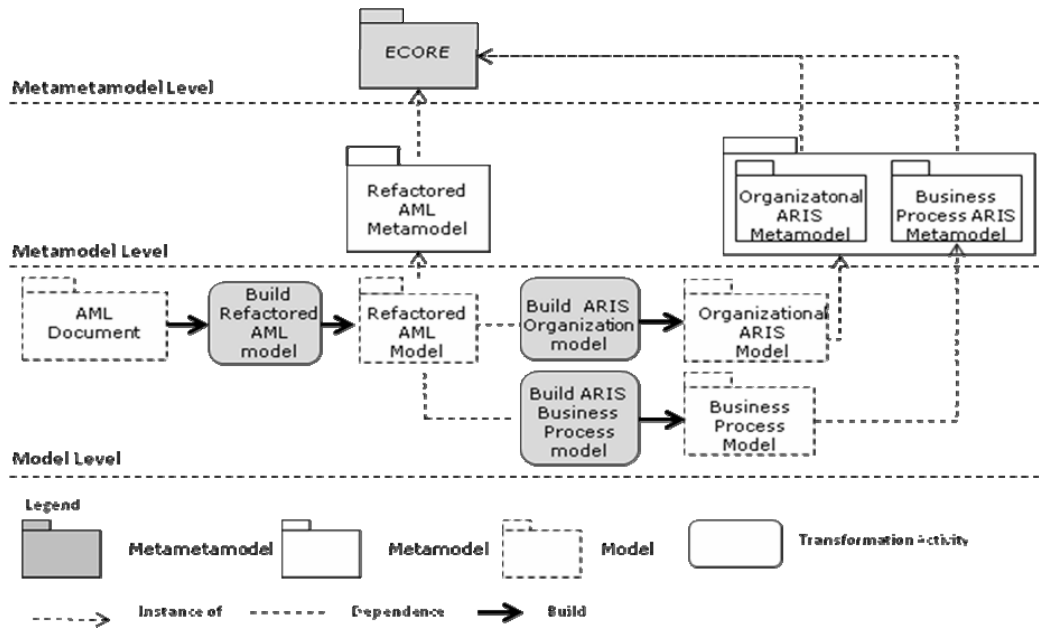 ECORE
Metametamodel Level
Refactored
AML
Metamodel
Organizatonal
ARIS
Metamodel
Business
Process ARIS
Metamodel
Metamodel Level
AML
Document
Build
Refactored
AML
model
Refactored
AML
Model
Build ARIS
Organization
model
Organizational
ARIS
Model
Build ARIS
Business
Process
model
Business
Process
Model
Model Level
Legend
Metametamodel
Metamodel
Model
Transformation Activity
Instance of
Dependence
Build